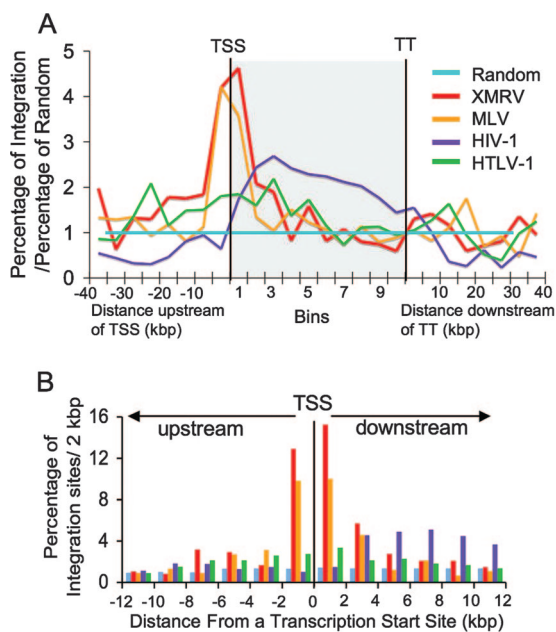 A
TSS
TT
Percentage of Integration
/Percentage of Random
5
4
3
2
1
0
Random
XMRV
MLV
HIV-1
HTLV-1
-40 -30 -20 -10 1 3 5 7 9 10 20 30 40
Distance upstream
of TSS (kbp)
Bins
Distance downstream
of TT (kbp)
B
TSS
upstream
downstream
Percentage of
Integration sites/ 2 kbp
16
12
8
4
0
-12 -10 -8 -6 -4 -2 0 2 4 6 8 10 12
Distance From a Transcription Start Site (kbp)